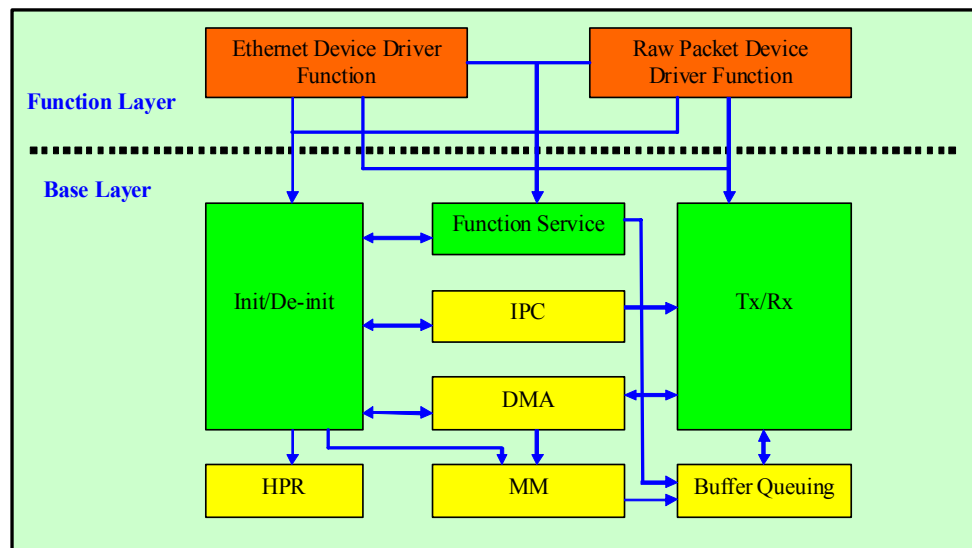 Ethernet Device Driver
Function
Raw Packet Device
Driver Function
Function Layer
Base Layer
Function Service
Init/De-init
IPC
Tx/Rx
DMA
HPR
MM
Buffer Queuing